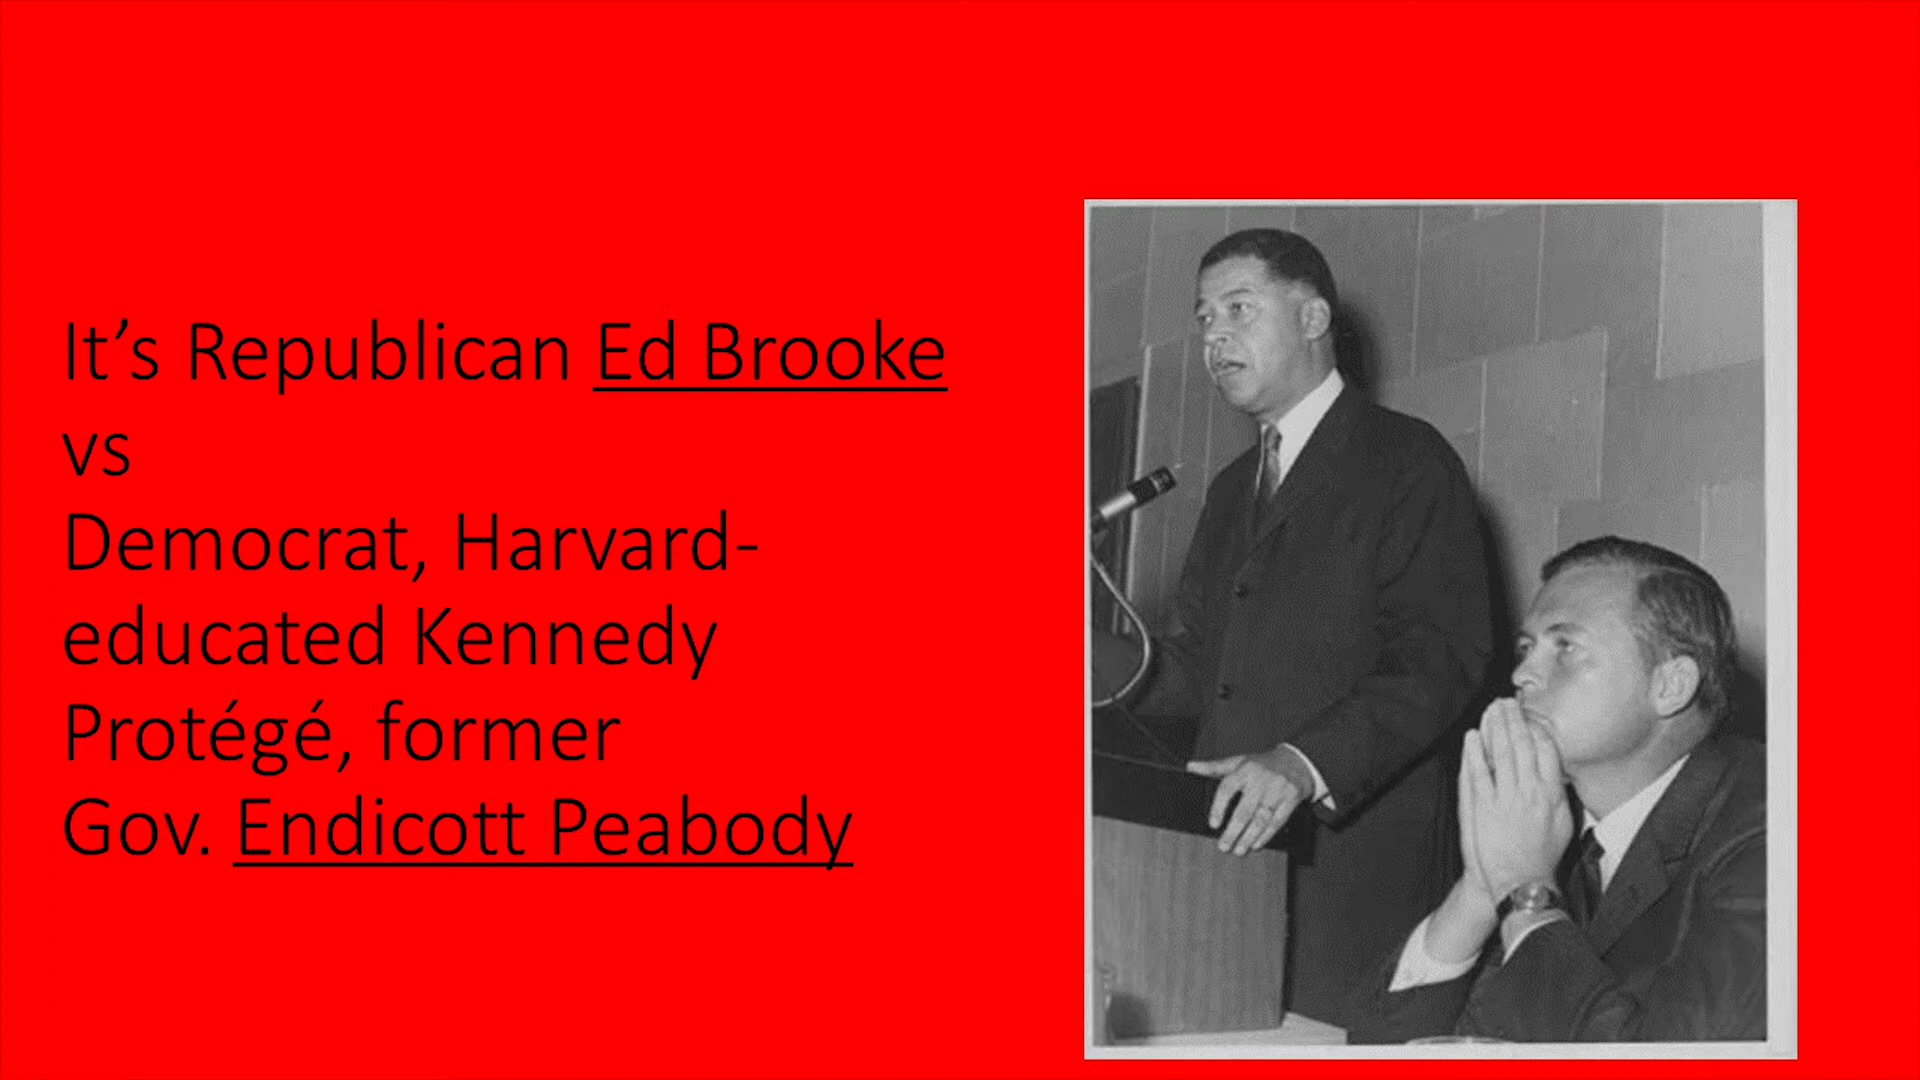 It’s Republican Ed Brooke
vs
Democrat, Harvard-
educated Kennedy
Protégé, former
Gov. Endicott Peabody